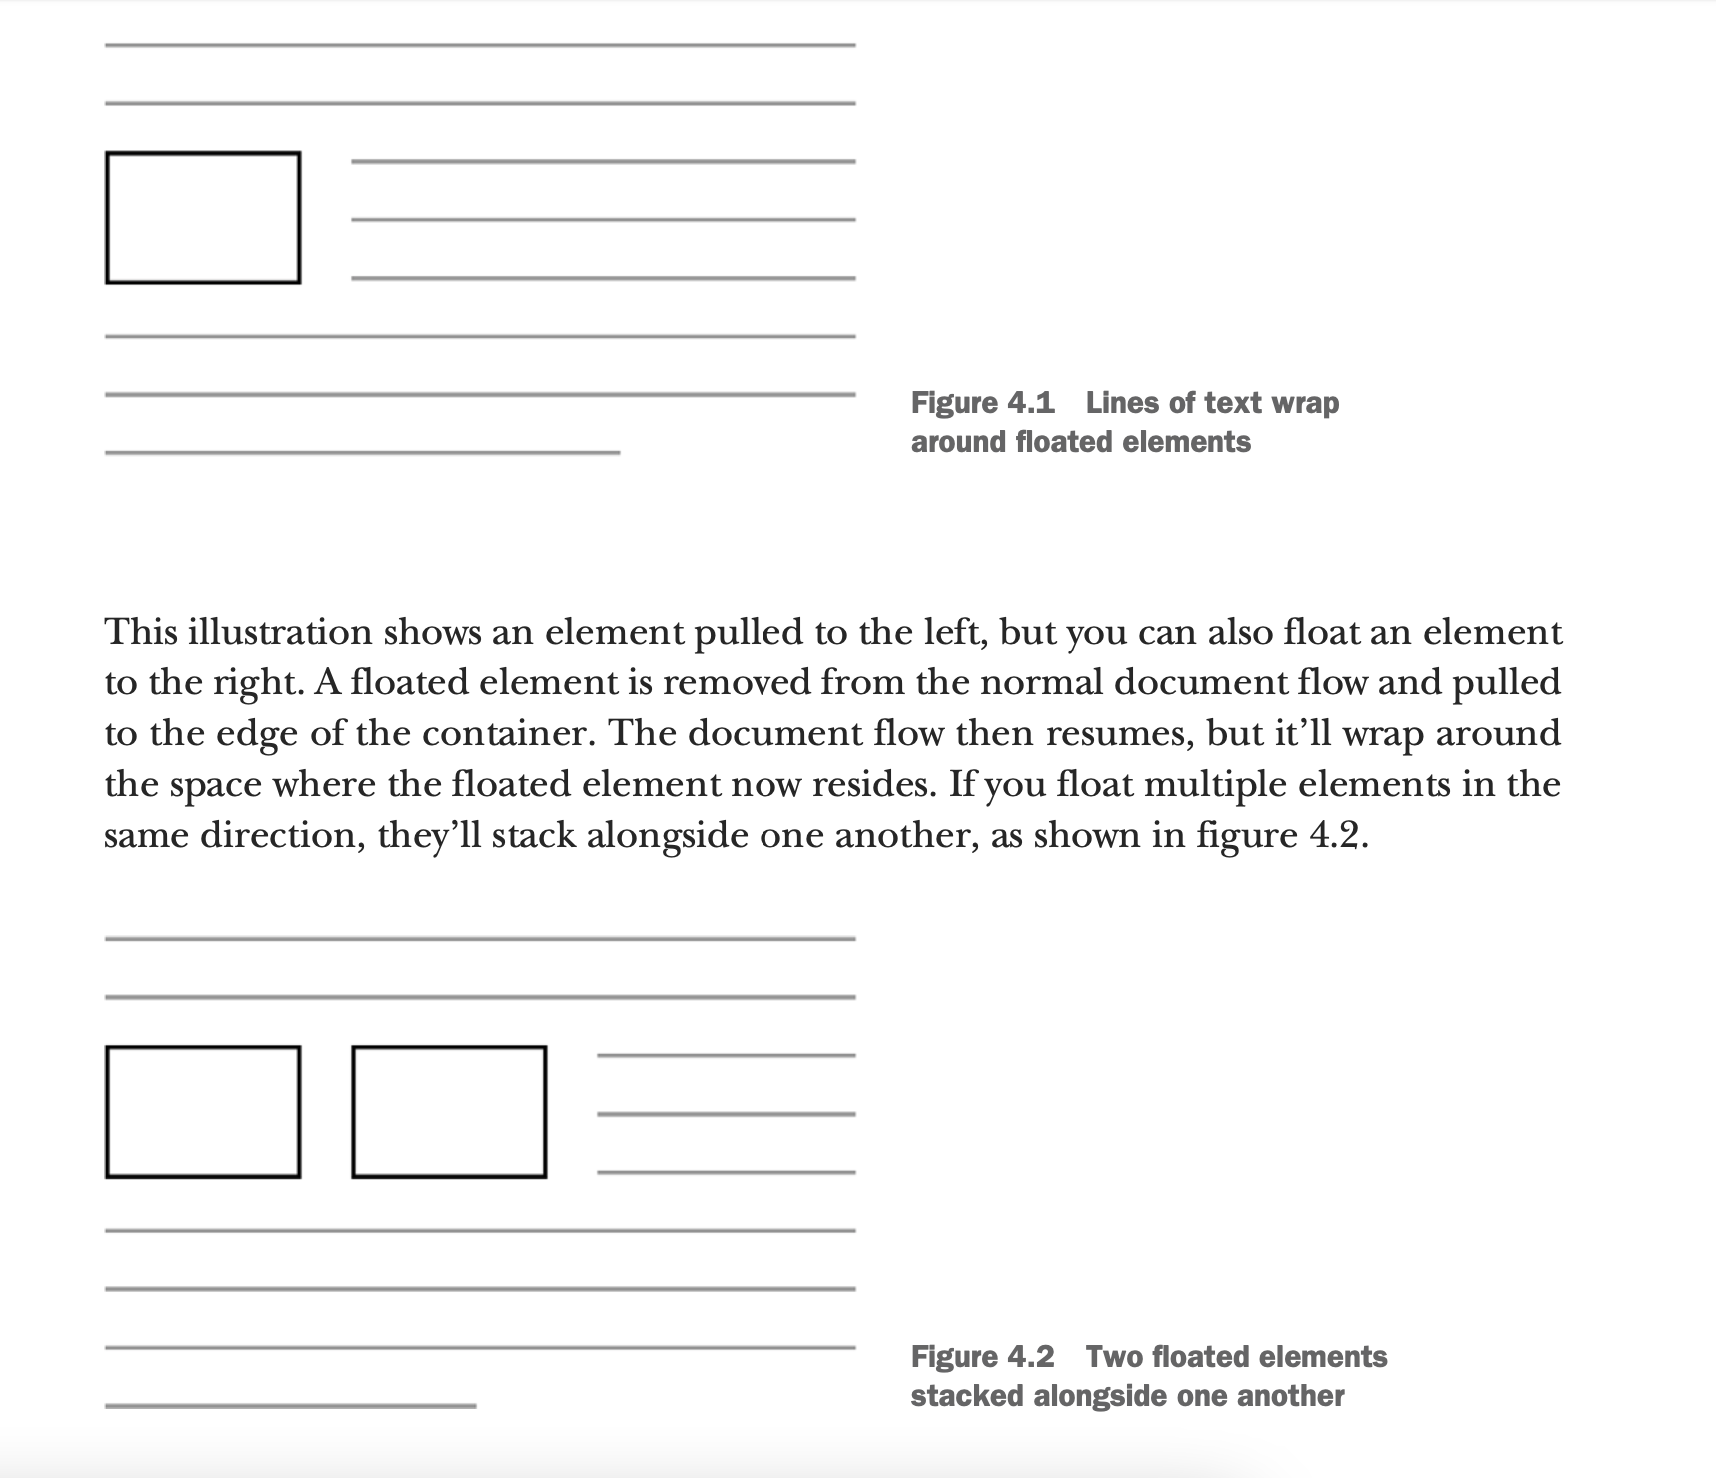 Figure 4.1 Lines of text wrap
around floated elements
This illustration shows an element pulled to the left, but you can also float an element
to the right. A floated element is removed from the normal document flow and pulled
to the edge of the container. The document flow then resumes, but it’ll wrap around
the space where the floated element now resides. If you float multiple elements in the
same direction, they’ll stack alongside one another, as shown in figure 4.2.
Figure 4.2 Two floated elements
stacked alongside one another